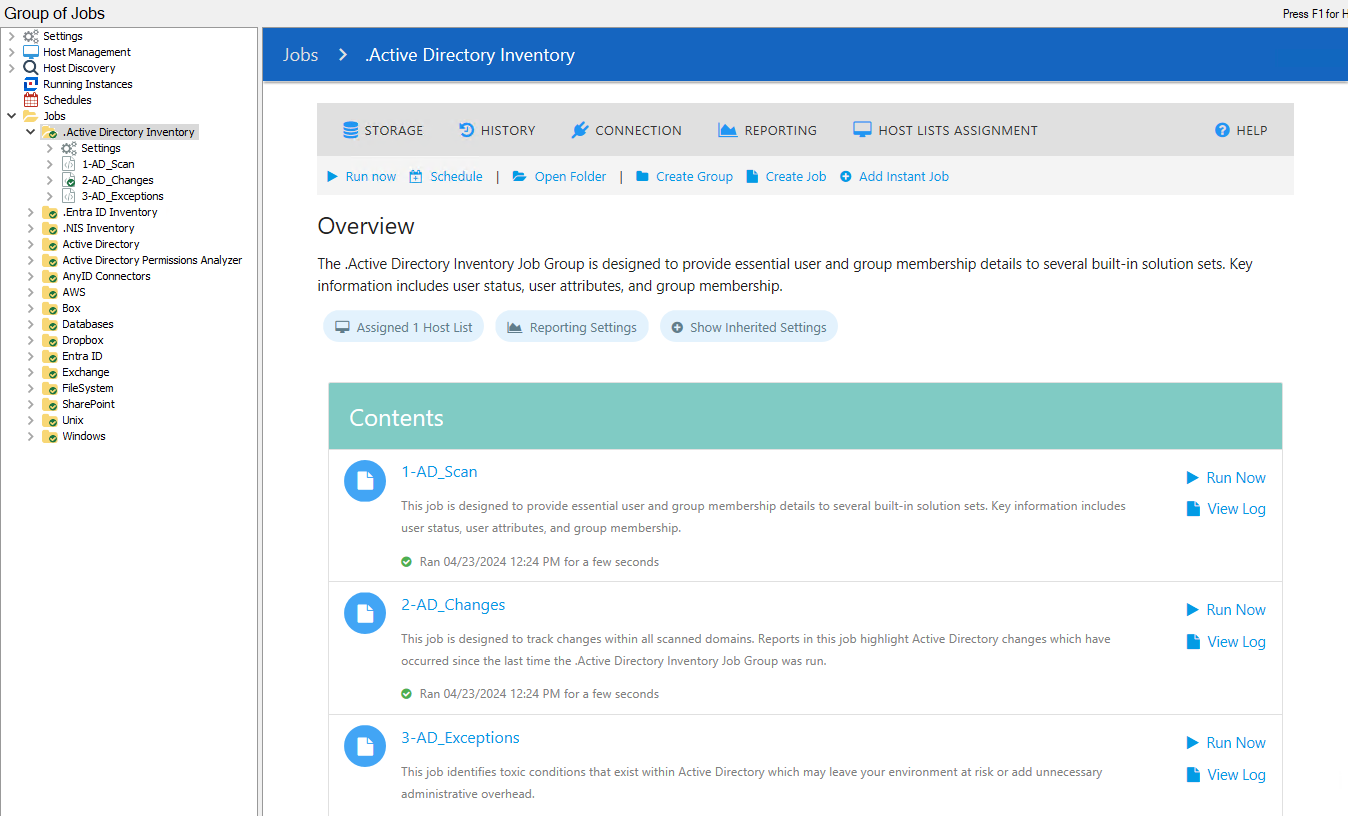 Group of Jobs
Press F1 for H
Settings
Host Management
Host Discovery
Running Instances
Schedules
Jobs
.Active Directory Inventory
Settings
1-AD_Scan
2-AD_Changes
3-AD_Exceptions
.Entra ID Inventory
.NIS Inventory
Active Directory
Active Directory Permissions Analyzer
AnyID Connectors
AWS
Box
Databases
Dropbox
Entra ID
Exchange
FileSystem
SharePoint
Unix
Windows
Jobs > .Active Directory Inventory
STORAGE HISTORY CONNECTION REPORTING HOST LISTS ASSIGNMENT HELP
Run now Schedule | Open Folder | Create Group Create Job Add Instant Job
Overview
The .Active Directory Inventory Job Group is designed to provide essential user and group membership details to several built-in solution sets. Key
information includes user status, user attributes, and group membership.
Assigned 1 Host List Reporting Settings Show Inherited Settings
Contents
1-AD_Scan
Run Now
This job is designed to provide essential user and group membership details to several built-in solution sets. Key information includes
View Log
user status, user attributes, and group membership.
Ran 04/23/2024 12:24 PM for a few seconds
2-AD_Changes
Run Now
This job is designed to track changes within all scanned domains. Reports in this job highlight Active Directory changes which have
View Log
occurred since the last time the .Active Directory Inventory Job Group was run.
Ran 04/23/2024 12:24 PM for a few seconds
3-AD_Exceptions
Run Now
This job identifies toxic conditions that exist within Active Directory which may leave your environment at risk or add unnecessary
View Log
administrative overhead.